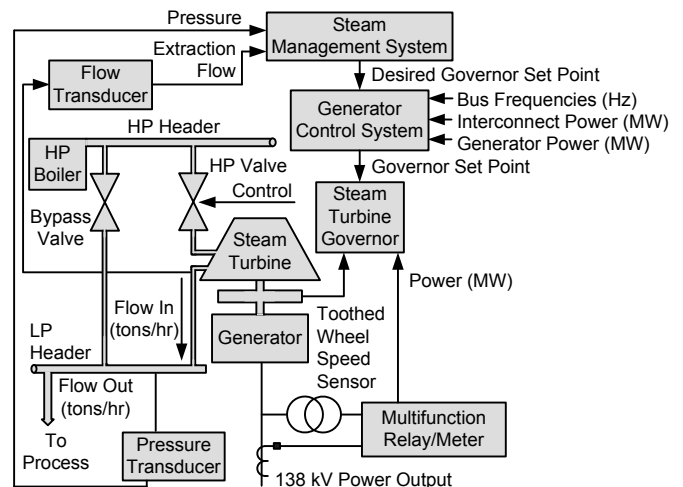 Pressure
Steam
Management System
Extraction
Flow
Flow
Transducer
Desired Governor Set Point
Generator
Control System
Bus Frequencies (Hz)
Interconnect Power (MW)
Generator Power (MW)
HP Header
HP
Boiler
HP Valve
Control
Governor Set Point
Bypass
Valve
Steam
Turbine
Steam
Turbine
Governor
Power (MW)
Flow In
(tons/hr)
Generator
Toothed
Wheel
Speed
Sensor
LP
Header
Flow Out
(tons/hr)
To
Process
Pressure
Transducer
Multifunction
Relay/Meter
138 kV Power Output